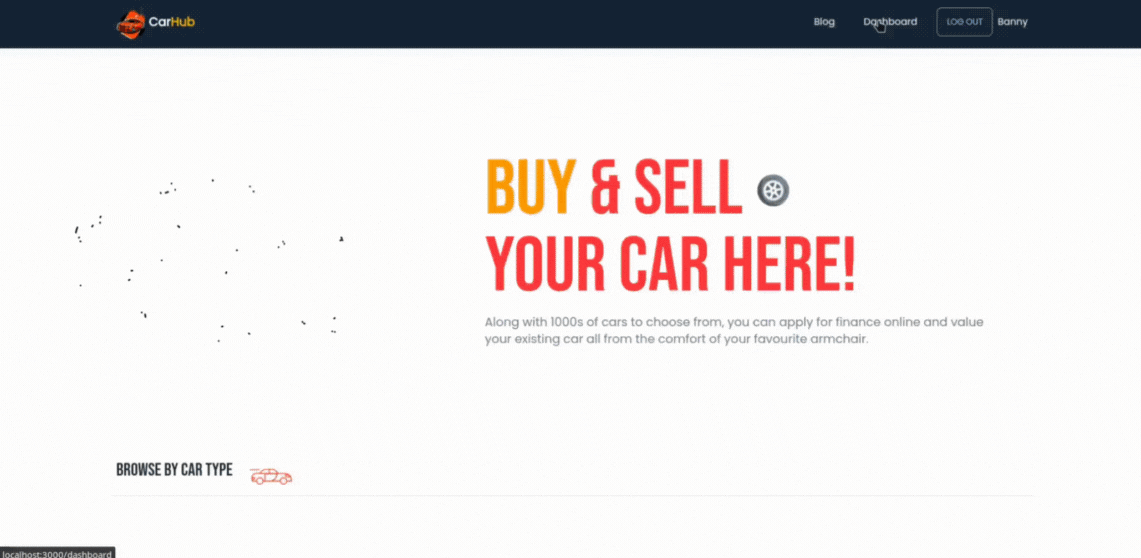 CarHub
Blog
Dashboard
LOG OUT
Banny
BUY & SELL
YOUR CAR HERE!
Along with 1000s of cars to choose from, you can apply for finance online and value
your existing car all from the comfort of your favourite armchair.
BROWSE BY CAR TYPE
localhost:3000/dashboard